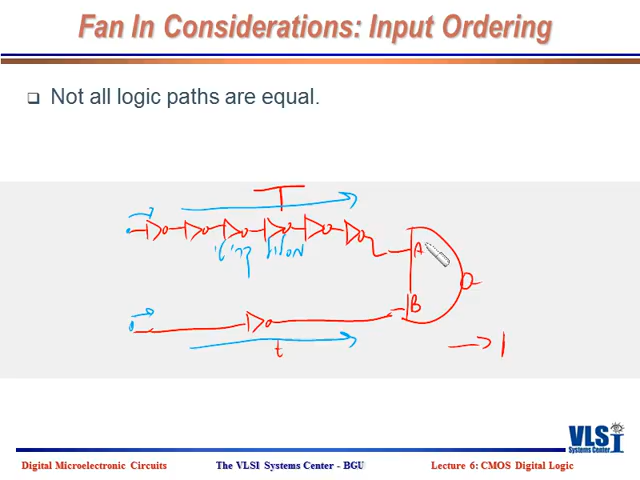 Fan In Considerations: Input Ordering
Not all logic paths are equal.
T
A
B
t
1
VLSI
Systems Center
Digital Microelectronic Circuits
The VLSI Systems Center - BGU
Lecture 6: CMOS Digital Logic